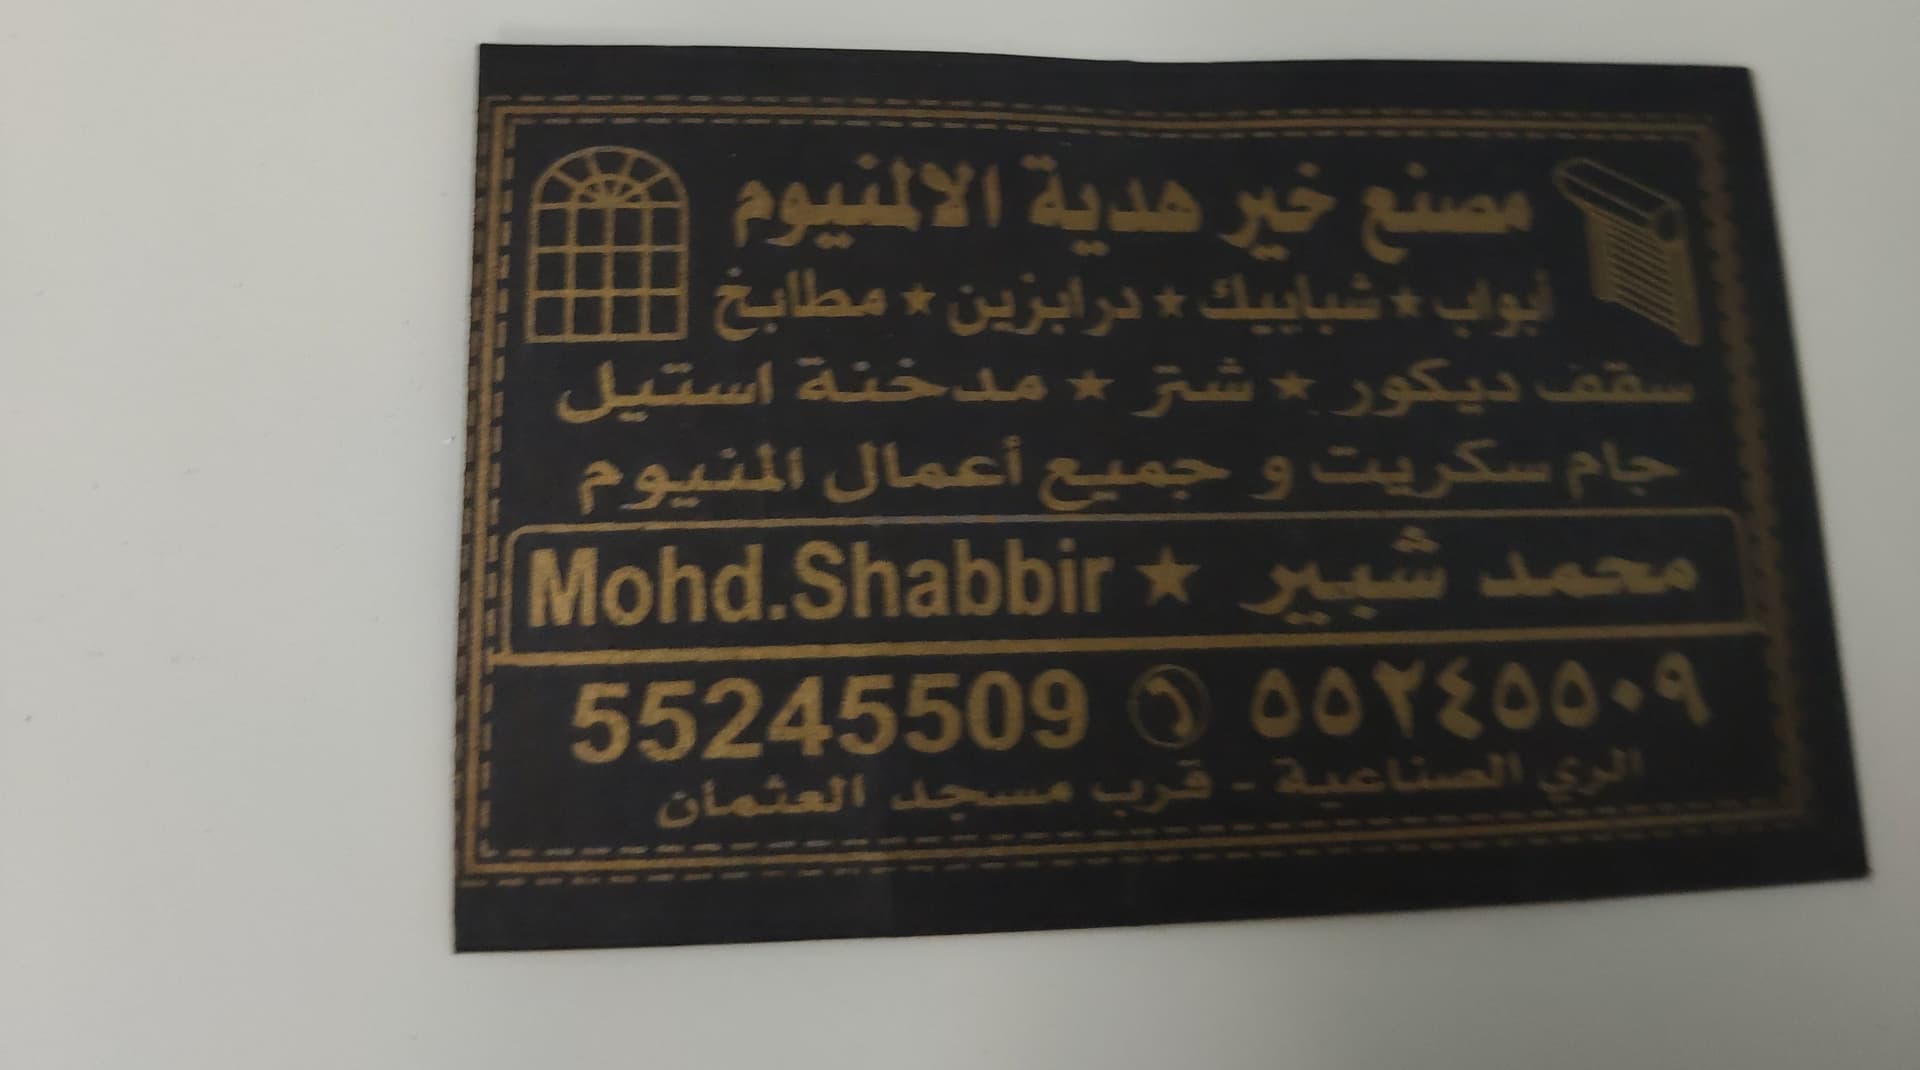 مصنع خير هدية الالمنيوم
أبواب ★ شبابيك ★ درابزين ★ مطابخ
سقف ديكور ★ شتر ★ مدخنة استيل
جام سكريت و جميع أعمال المنيوم
محمد شبير ★ Mohd.Shabbir
55245509 ٥٥٢٤٥٥٠٩
الري الصناعية - قرب مسجد العثمان